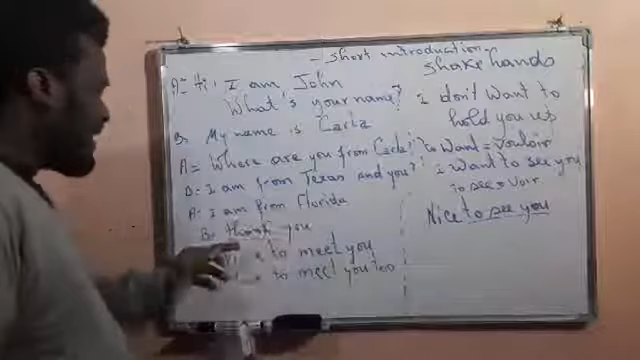 - Short introduction -
A= Hi! I am John
What's your name?
B= My name is Carla
A= Where are you from Carla?
B= I am from Texas and you?
A= I am from Florida
B= thank you
to meet you
to meet you too
Shake hands
I don't want to
hold you up
To Want = Vouloir
I want to see you
To see = Voir
Nice to see you